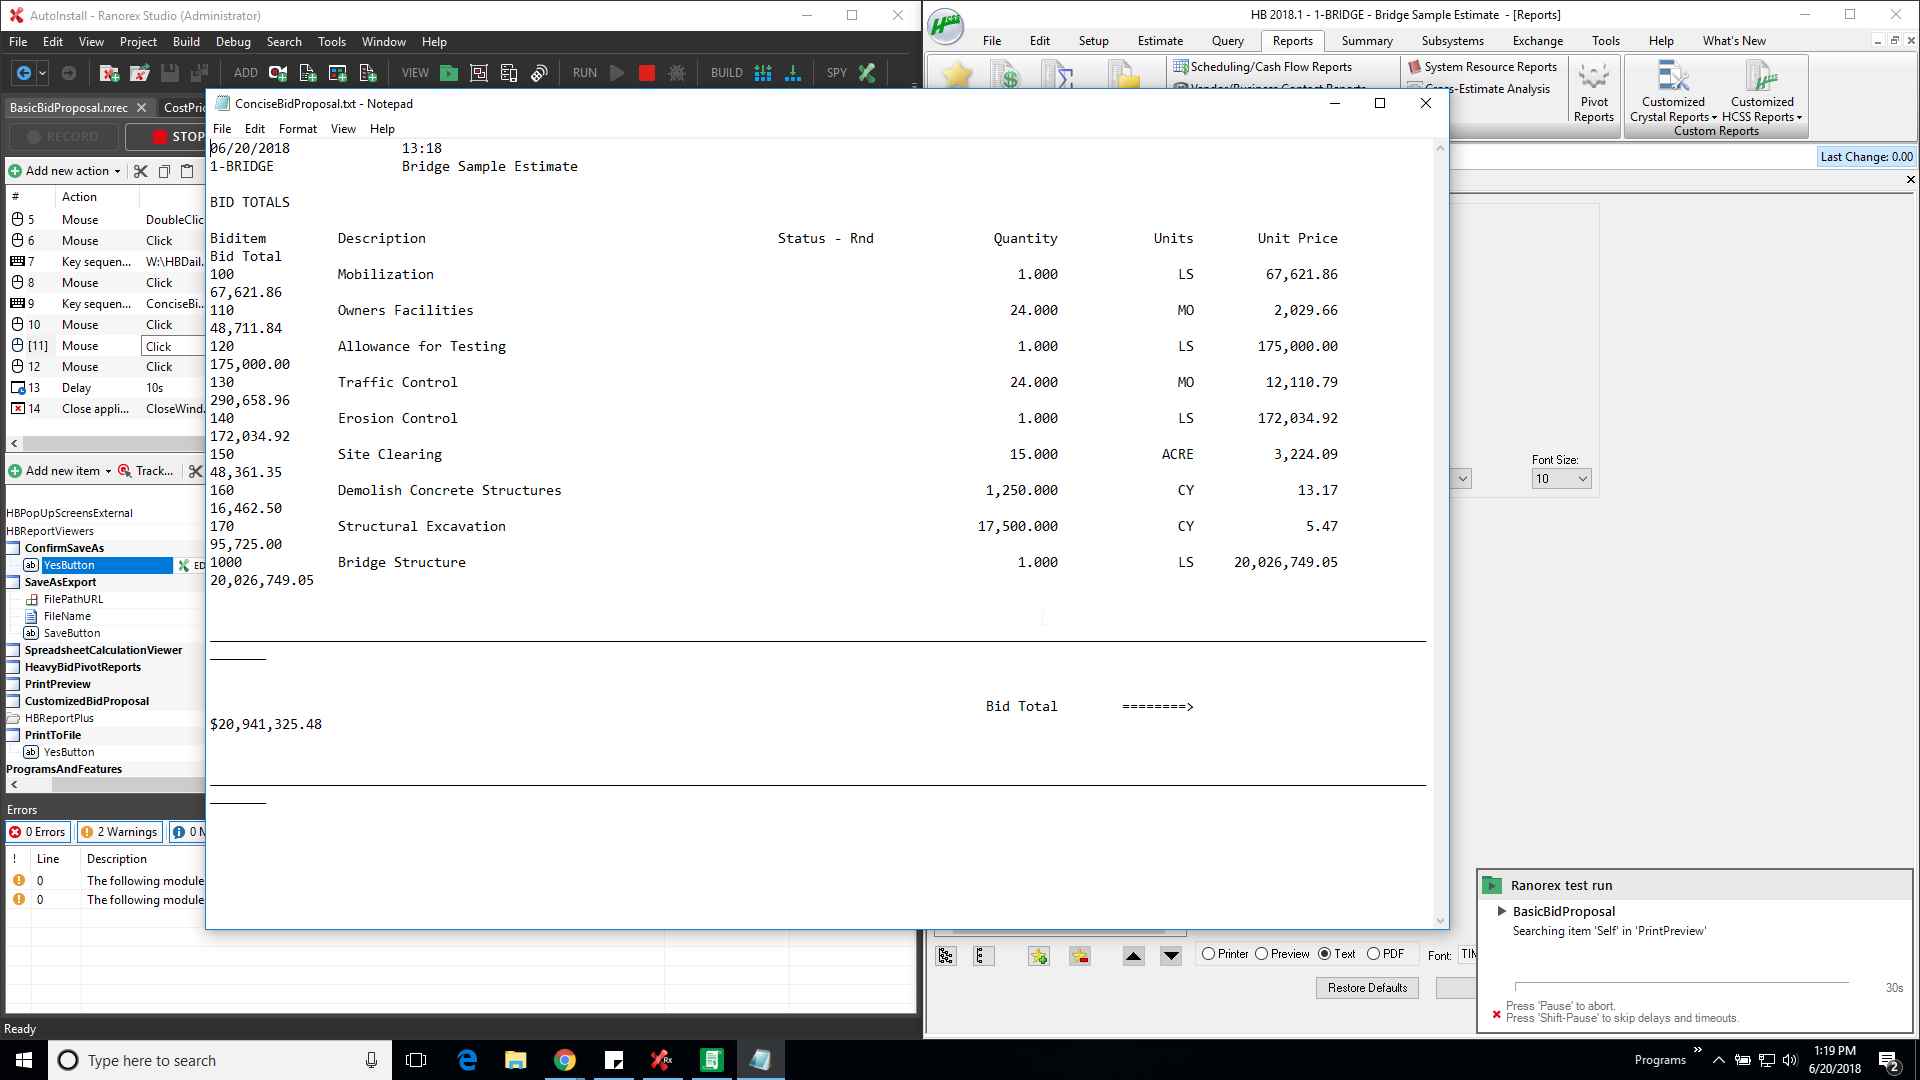 AutoInstall - Ranorex Studio (Administrator)
File Edit View Project Build Debug Search Tools Window Help
ADD VIEW RUN BUILD SPY
BasicBidProposal.rxrec
RECORD STOP
Add new action
# Action
5 Mouse DoubleClic
6 Mouse Click
7 Key sequen... W:\HBDail..
8 Mouse Click
9 Key sequen... ConciseBi..
10 Mouse Click
[11] Mouse Click
12 Mouse Click
13 Delay 10s
14 Close appli... CloseWind.
Add new item Track...
HBPopUpScreensExternal
HBReportViewers
ConfirmSaveAs
YesButton
SaveAsExport
FilePathURL
FileName
SaveButton
SpreadsheetCalculationViewer
HeavyBidPivotReports
PrintPreview
CustomizedBidProposal
HBReportPlus
PrintToFile
YesButton
ProgramsAndFeatures
Errors
0 Errors 2 Warnings 0 M
! Line Description
0 The following module
0 The following module
Ready
HB 2018.1 - 1-BRIDGE - Bridge Sample Estimate - [Reports]
File Edit Setup Estimate Query Reports Summary Subsystems Exchange Tools Help What's New
Scheduling/Cash Flow Reports
System Resource Reports
Cross-Estimate Analysis
Pivot Reports
Customized Crystal Reports
Customized HCSS Reports
Custom Reports
Last Change: 0.00
Font Size:
10
ConciseBidProposal.txt - Notepad
File Edit Format View Help
06/20/2018 13:18
1-BRIDGE Bridge Sample Estimate
BID TOTALS
Biditem Description Status - Rnd Quantity Units Unit Price
Bid Total
100 Mobilization 1.000 LS 67,621.86
67,621.86
110 Owners Facilities 24.000 MO 2,029.66
48,711.84
120 Allowance for Testing 1.000 LS 175,000.00
175,000.00
130 Traffic Control 24.000 MO 12,110.79
290,658.96
140 Erosion Control 1.000 LS 172,034.92
172,034.92
150 Site Clearing 15.000 ACRE 3,224.09
48,361.35
160 Demolish Concrete Structures 1,250.000 CY 13.17
16,462.50
170 Structural Excavation 17,500.000 CY 5.47
95,725.00
1000 Bridge Structure 1.000 LS 20,026,749.05
20,026,749.05
Bid Total ========>
$20,941,325.48
Printer Preview Text PDF Font: TIM
Restore Defaults
Ranorex test run
BasicBidProposal
Searching item 'Self' in 'PrintPreview'
30s
Press 'Pause' to abort.
Press 'Shift-Pause' to skip delays and timeouts.
Type here to search
Programs
1:19 PM
6/20/2018
2